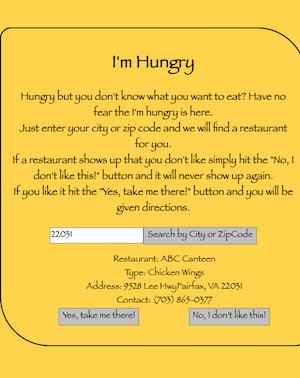 I'm Hungry
Hungry but you don't know what you want to eat? Have no
fear the I'm hungry is here.
Just enter your city or zip code and we will find a restaurant
for you.
If a restaurant shows up that you don't like simply hit the "No, I
don't like this!" button and it will never show up again.
If you like it hit the "Yes, take me there!" button and you will be
given directions.
22031 Search by City or ZipCode
Restaurant: ABC Canteen
Type: Chicken Wings
Address: 9528 Lee HwyFairfax, VA 22031
Contact: (703) 865-0377
Yes, take me there! No, I don't like this!